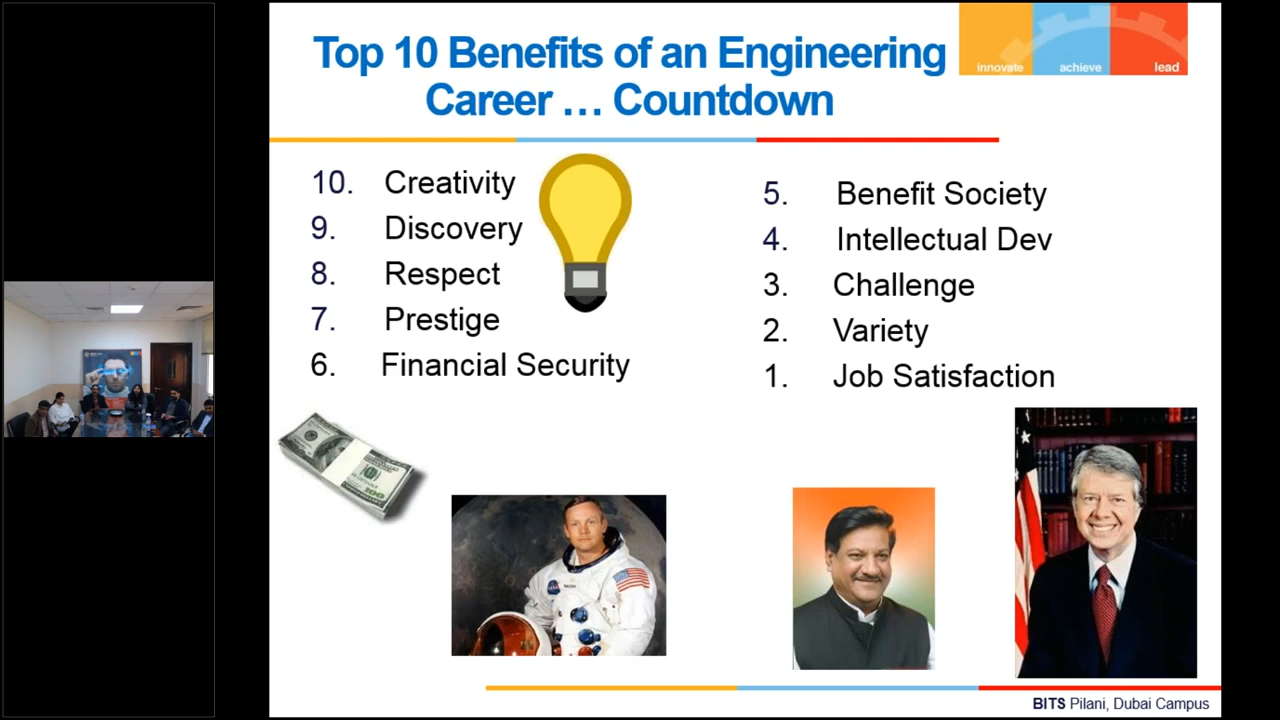 Top 10 Benefits of an Engineering
Career … Countdown
innovate achieve lead
10. Creativity
9. Discovery
8. Respect
7. Prestige
6. Financial Security
5. Benefit Society
4. Intellectual Dev
3. Challenge
2. Variety
1. Job Satisfaction
100
BITS Pilani, Dubai Campus